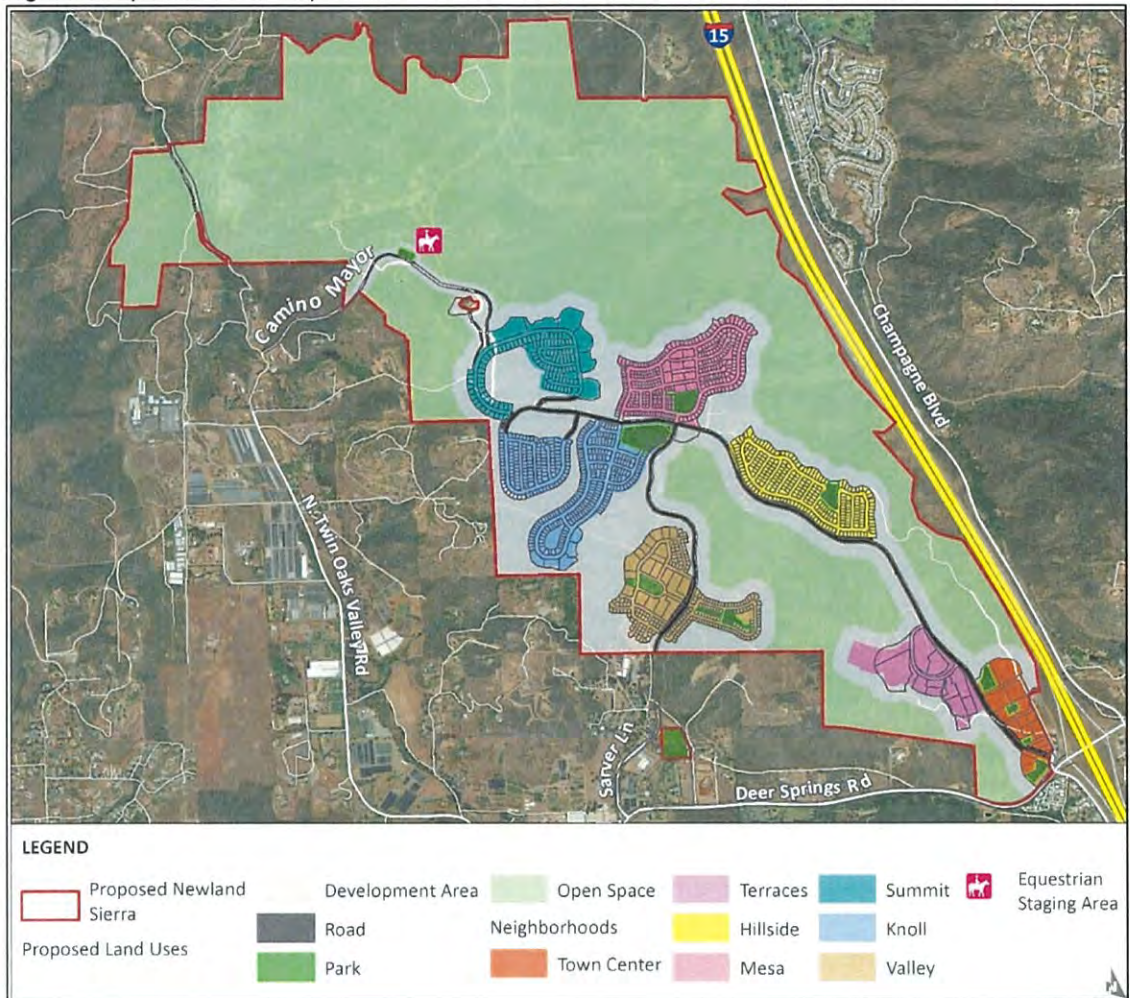 15
Camino Mayor
Champagne Blvd
N. Twin Oaks Valley Rd
Sarver Ln
Deer Springs Rd
LEGEND
Proposed Newland
Sierra
Proposed Land Uses
Development Area
Road
Park
Open Space
Neighborhoods
Town Center
Terraces
Hillside
Mesa
Summit
Knoll
Valley
Equestrian
Staging Area